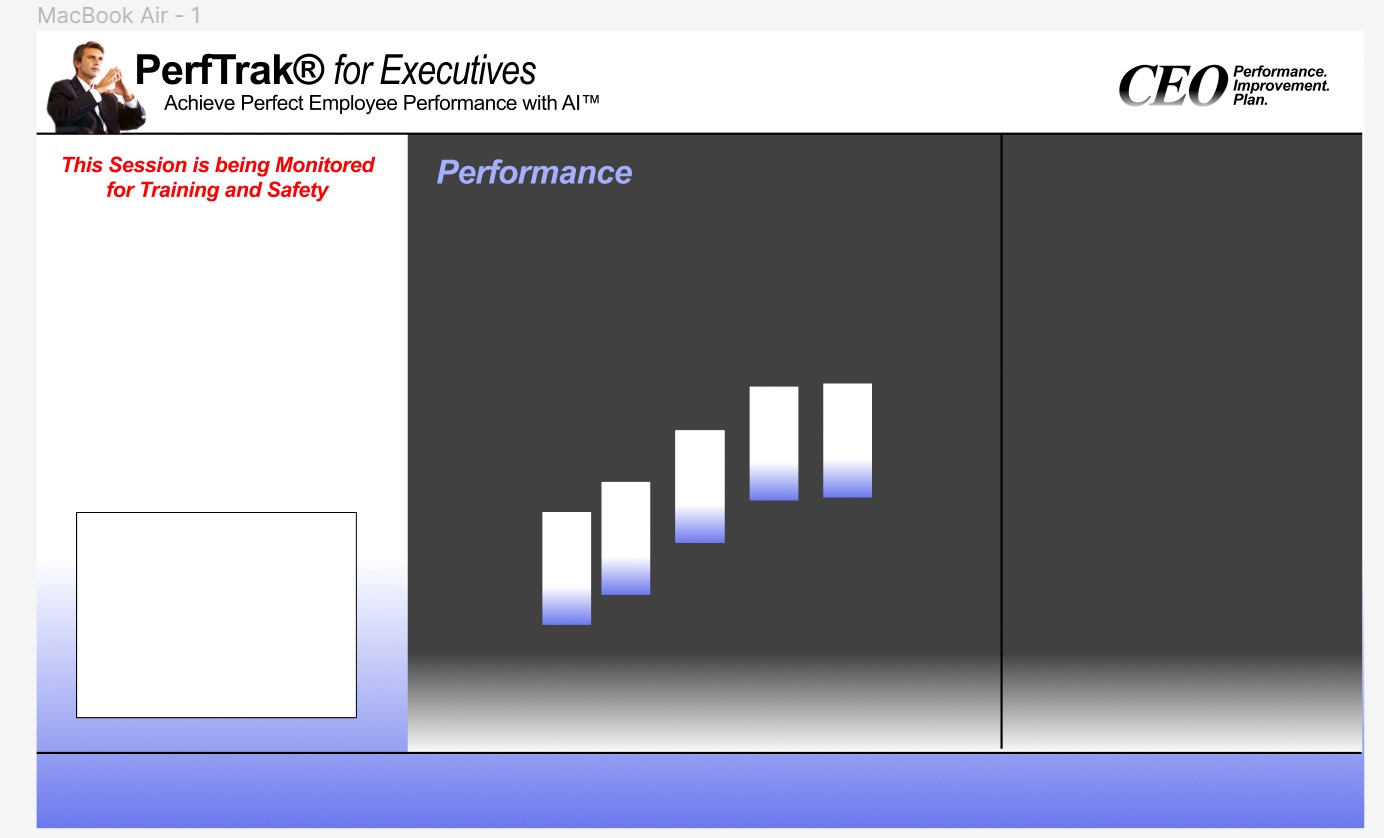 MacBook Air - 1
PerfTrak® for Executives
Achieve Perfect Employee Performance with AI™
CEO
Performance.
Improvement.
Plan.
This Session is being Monitored
for Training and Safety
Performance